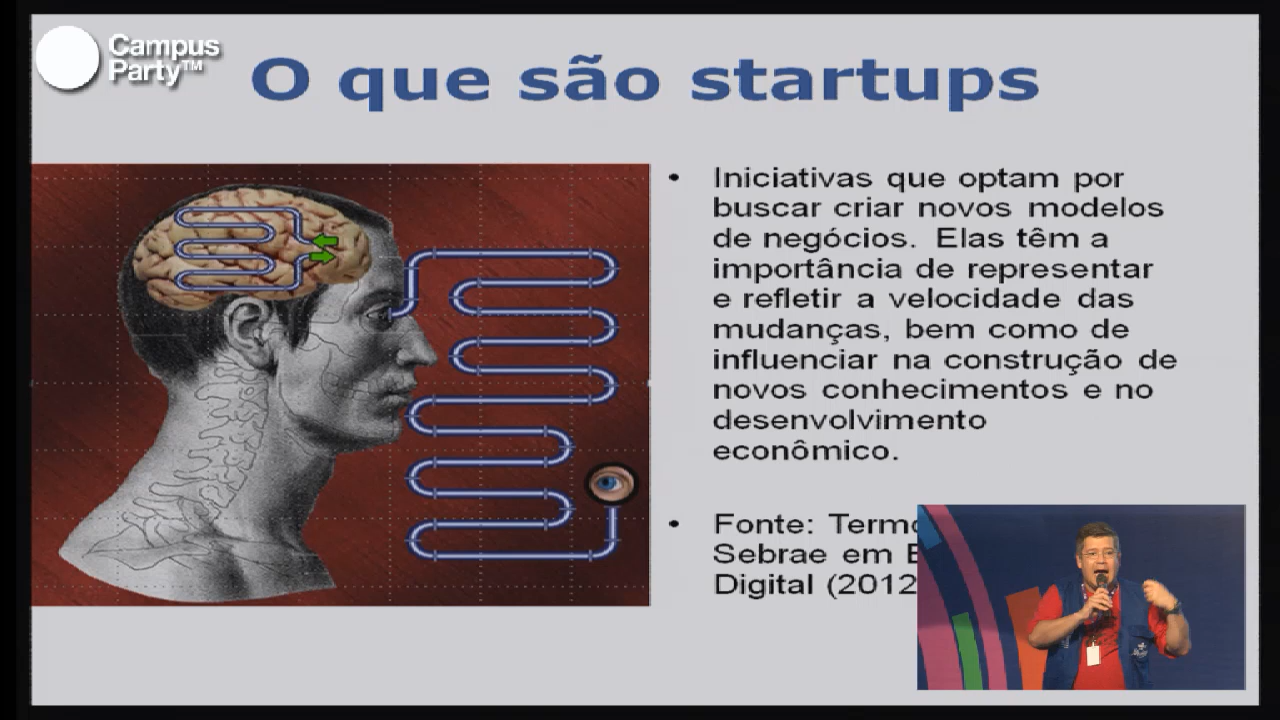 Campus
Party™
O que são startups
• Iniciativas que optam por
buscar criar novos modelos
de negócios. Elas têm a
importância de representar
e refletir a velocidade das
mudanças, bem como de
influenciar na construção de
novos conhecimentos e no
desenvolvimento
econômico.
• Fonte:
Sebrae em
Digital (2012